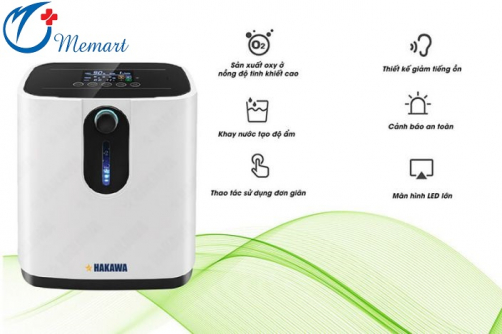 Memart
O₂
Sản xuất oxy ở
nồng độ tinh khiết cao
Thiết kế giảm tiếng ồn
Khay nước tạo độ ẩm
Cảnh báo an toàn
Thao tác sử dụng đơn giản
Màn hình LED lớn
HAKAWA